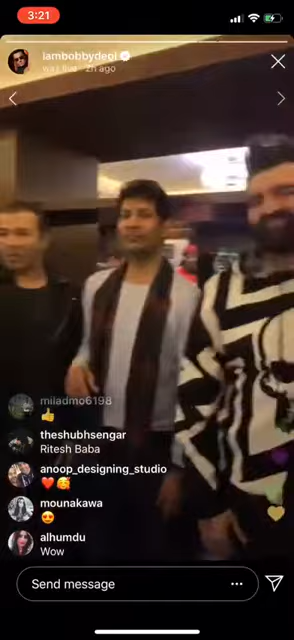 3:21
iambobbydeol
was live · 2h ago
miladmo6198
👍
theshubhsengar
Ritesh Baba
anoop_designing_studio
❤️🥰
mounakawa
😍
alhumdu
Wow
Send message